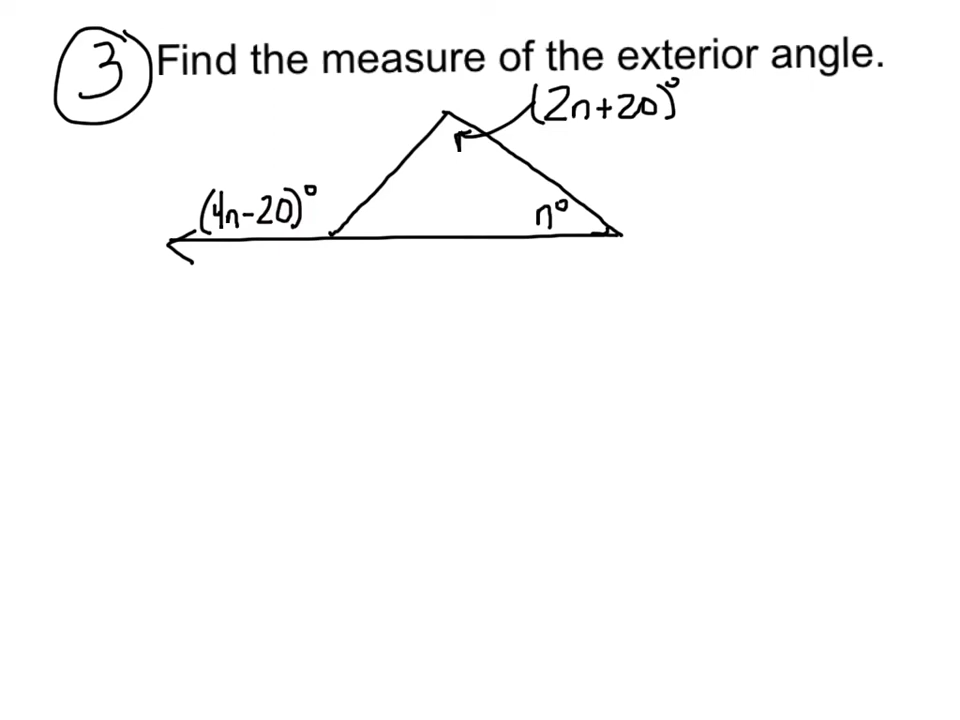 3 Find the measure of the exterior angle.
(2n+20)°
(4n-20)°
n°